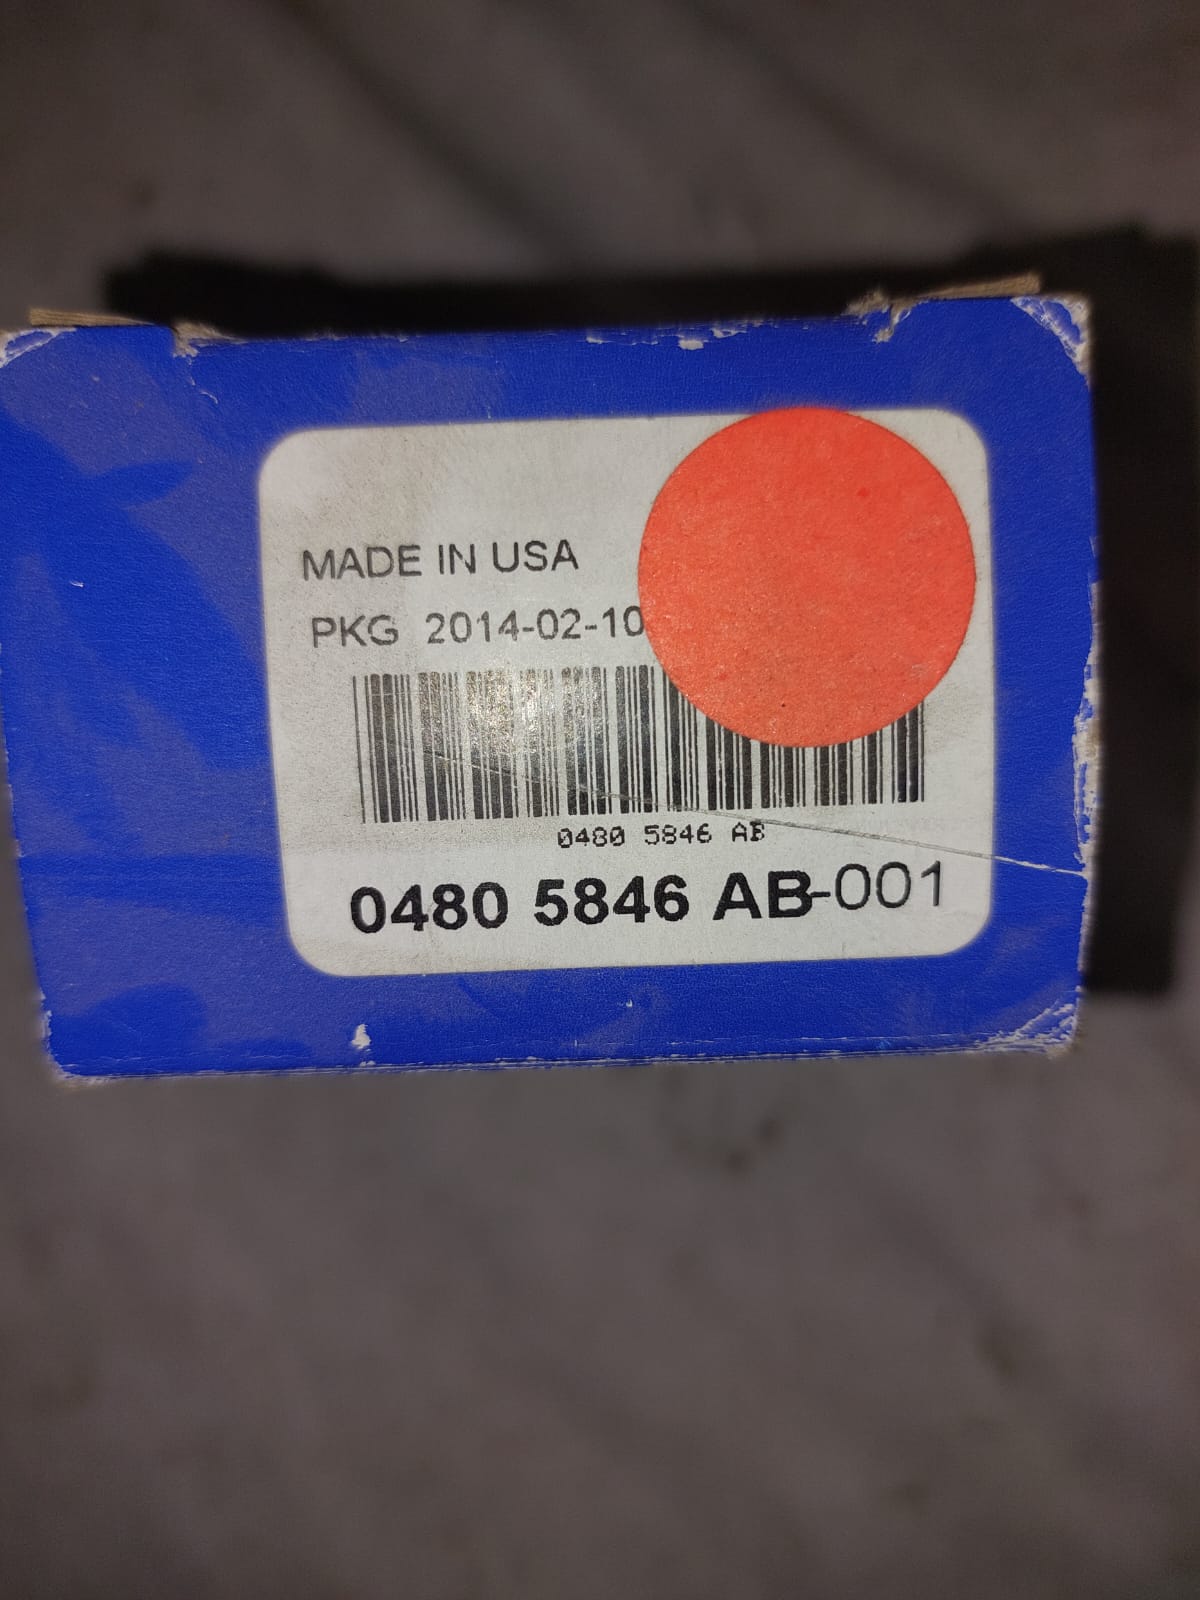 MADE IN USA
PKG 2014-02-10
0480 5846 AB
0480 5846 AB-001